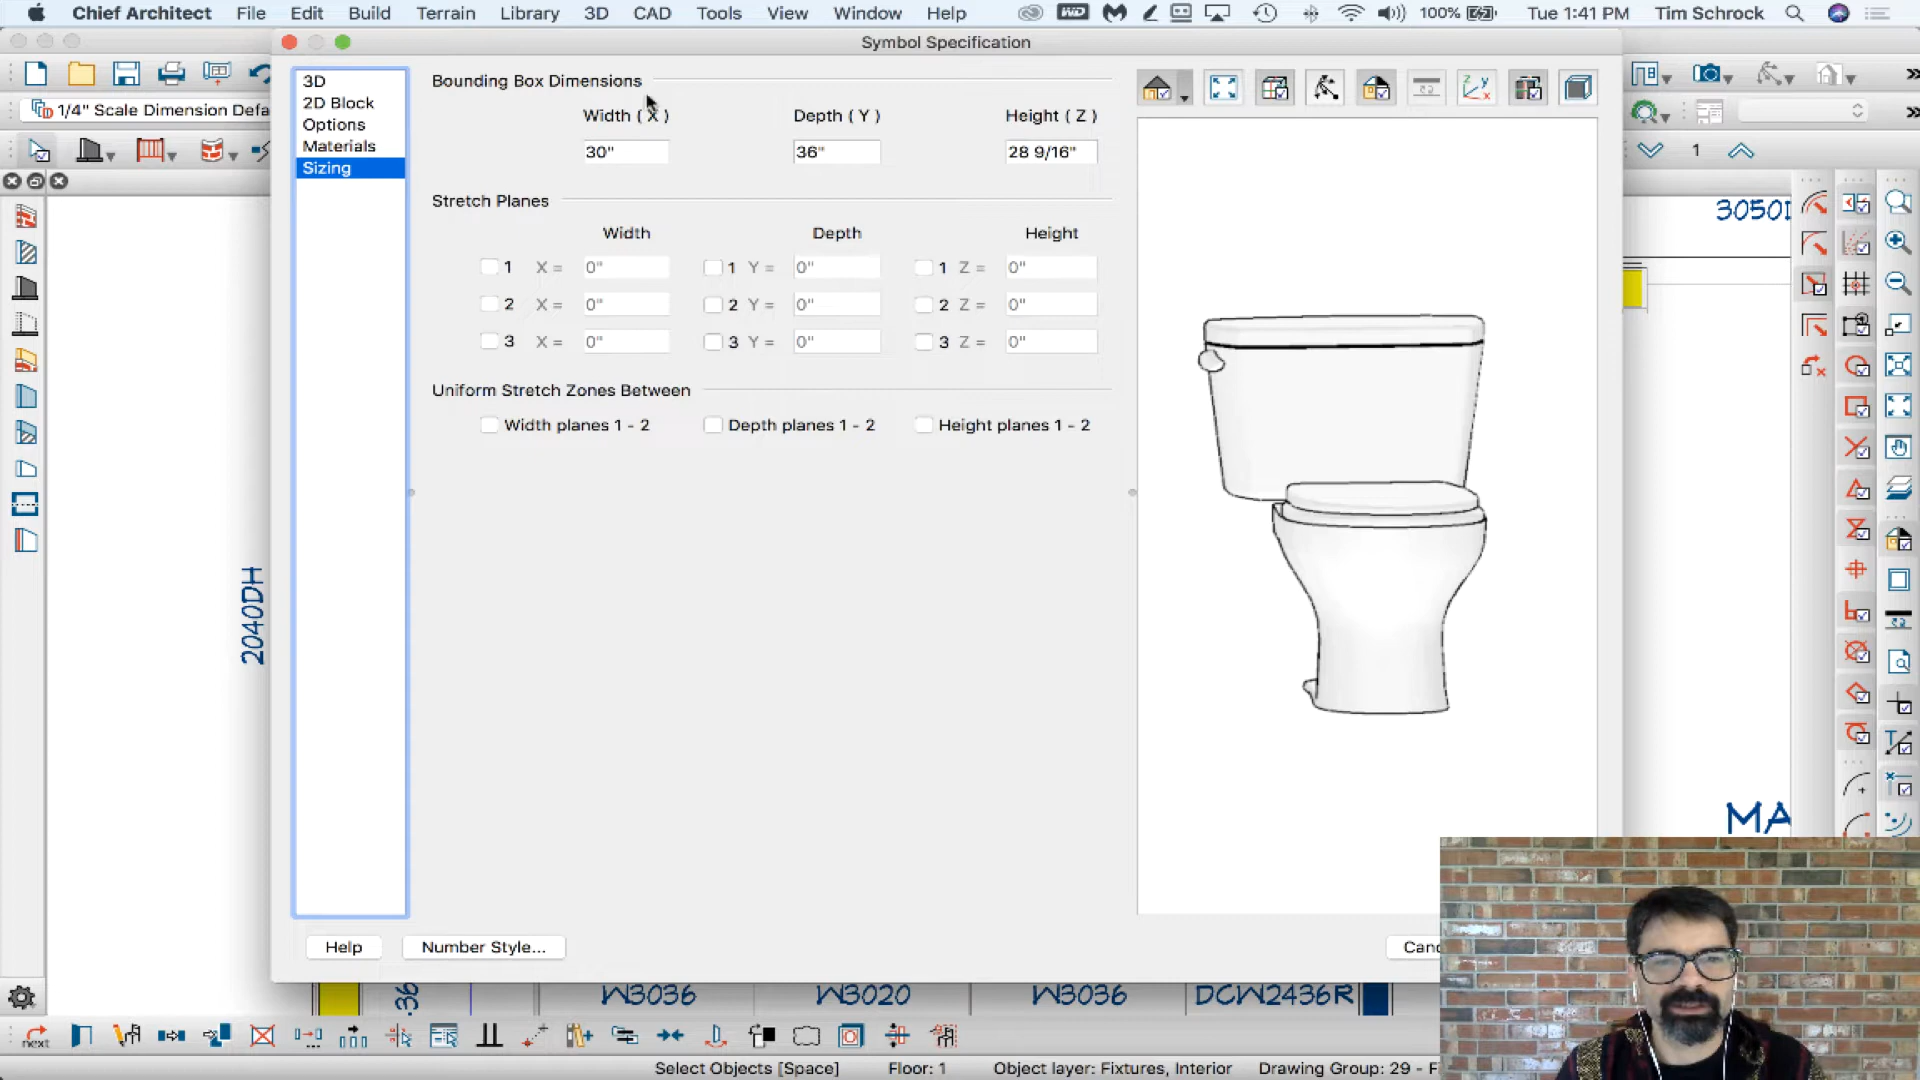 Chief Architect File Edit Build Terrain Library 3D CAD Tools View Window Help WD 100% Tue 1:41 PM Tim Schrock
Symbol Specification
3D
2D Block
Options
Materials
Sizing
1/4" Scale Dimension Defa
Bounding Box Dimensions
Width ( X ) Depth ( Y ) Height ( Z )
30" 36" 28 9/16"
1
Stretch Planes
3050D
Width Depth Height
1 X = 0" 1 Y = 0" 1 Z = 0"
2 X = 0" 2 Y = 0" 2 Z = 0"
3 X = 0" 3 Y = 0" 3 Z = 0"
Uniform Stretch Zones Between
Width planes 1 - 2 Depth planes 1 - 2 Height planes 1 - 2
2040DH
MA
Help Number Style... Canc
36 W3036 W3020 W3036 DCW2436R
next
Select Objects [Space] Floor: 1 Object layer: Fixtures, Interior Drawing Group: 29 - F